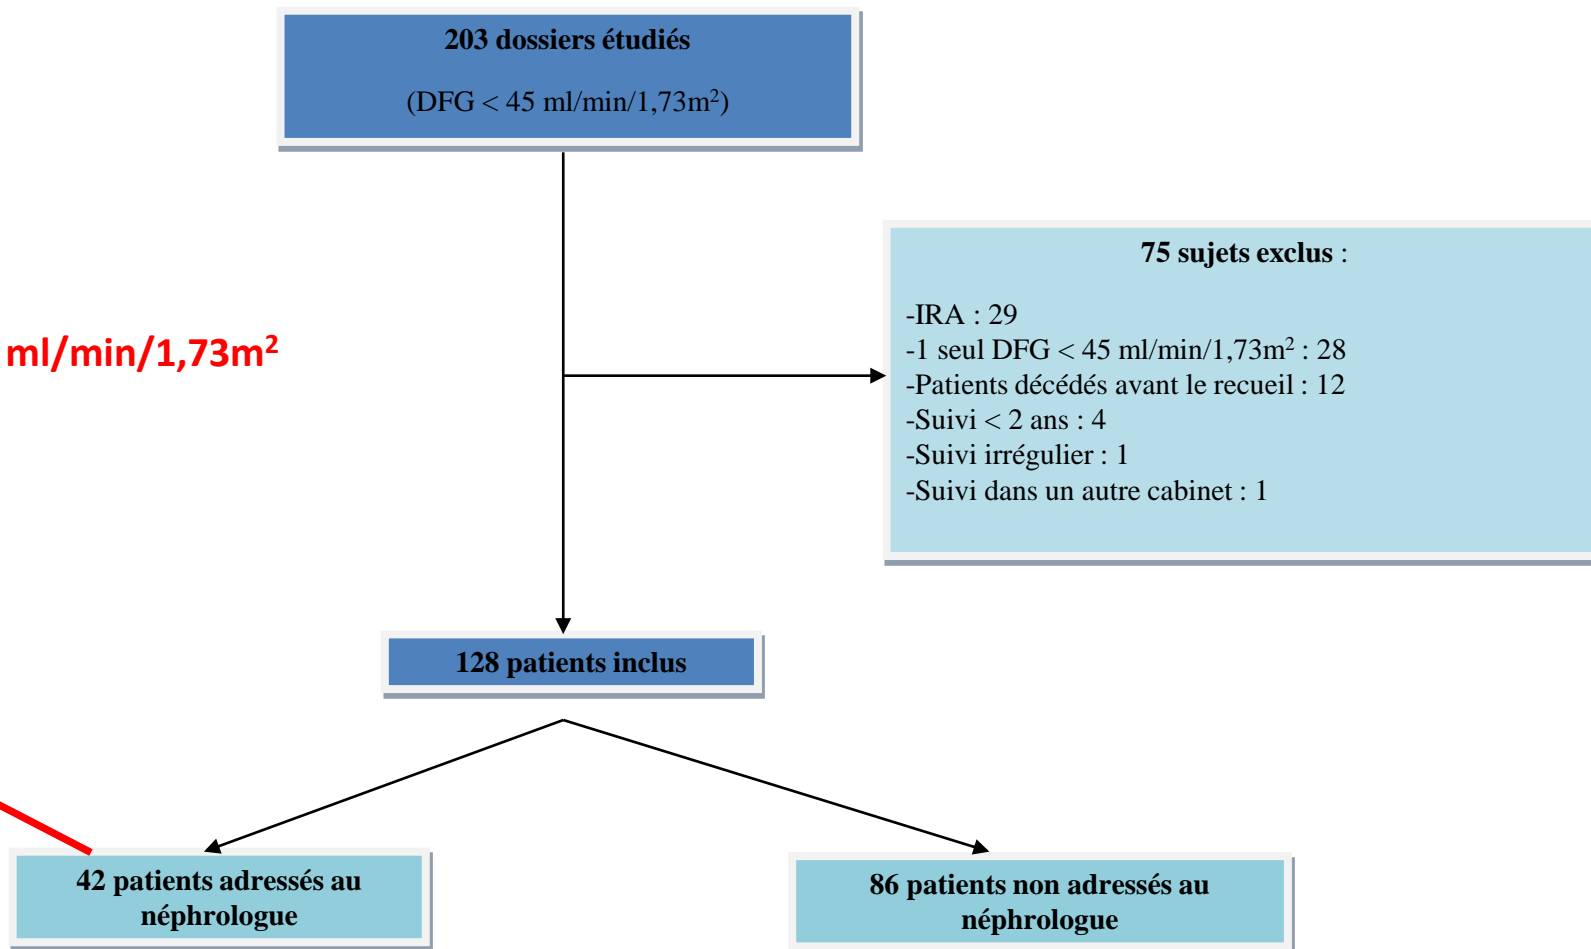 203 dossiers étudiés
(DFG < 45 ml/min/1,73m²)
75 sujets exclus :
-IRA : 29
-1 seul DFG < 45 ml/min/1,73m² : 28
-Patients décédés avant le recueil : 12
-Suivi < 2 ans : 4
-Suivi irrégulier : 1
-Suivi dans un autre cabinet : 1
ml/min/1,73m²
128 patients inclus
42 patients adressés au
néphrologue
86 patients non adressés au
néphrologue